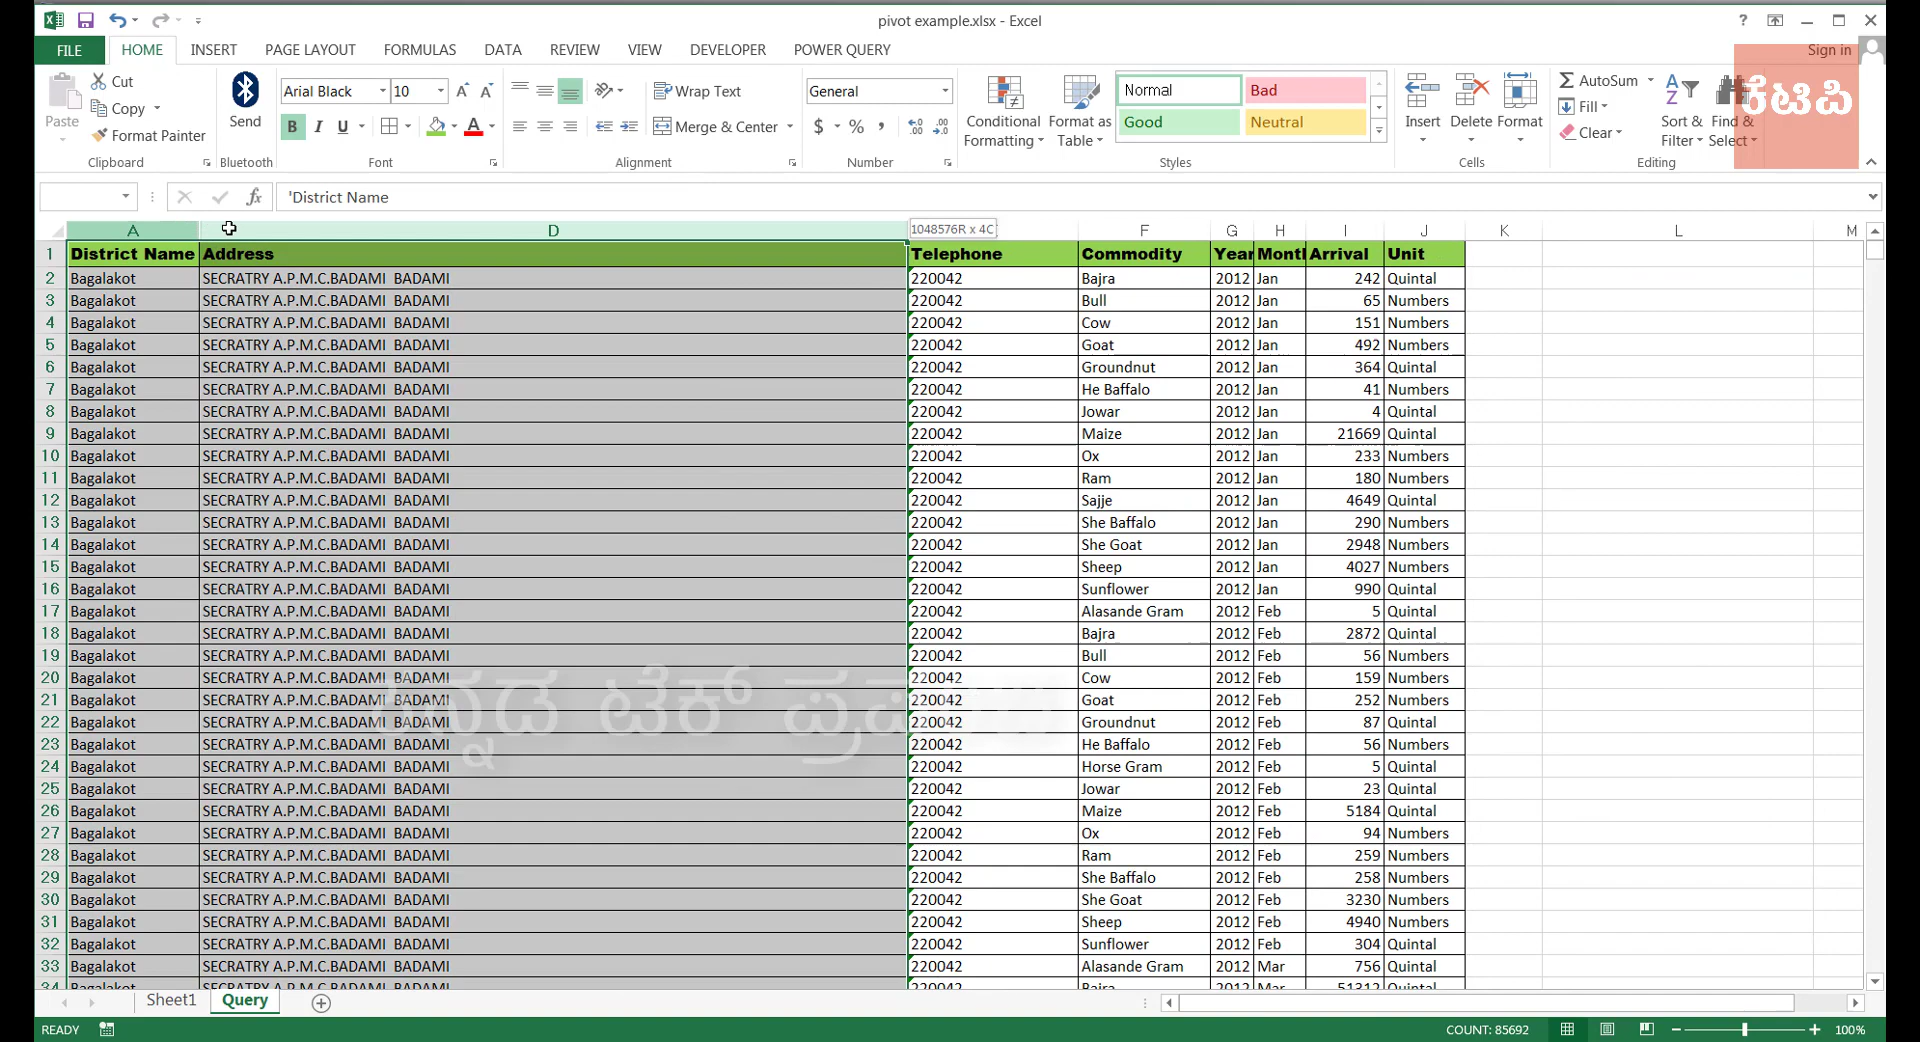 pivot example.xlsx - Excel
?
Sign in
FILE HOME INSERT PAGE LAYOUT FORMULAS DATA REVIEW VIEW DEVELOPER POWER QUERY
ಕಟಪ
Paste
Cut
Copy
Format Painter
Clipboard
Send
Bluetooth
Arial Black 10
B I U A
Font
Wrap Text
Merge & Center
Alignment
General
$ % ,
Number
Conditional Formatting
Format as Table
Normal Bad
Good Neutral
Styles
Insert Delete Format
Cells
AutoSum
Fill
Clear
Sort & Filter
Find & Select
Editing
fx 'District Name
A D 1048576R x 4C F G H I J K L M
1 District Name Address Telephone Commodity Year Month Arrival Unit
2 Bagalakot SECRATRY A.P.M.C.BADAMI BADAMI 220042 Bajra 2012 Jan 242 Quintal
3 Bagalakot SECRATRY A.P.M.C.BADAMI BADAMI 220042 Bull 2012 Jan 65 Numbers
4 Bagalakot SECRATRY A.P.M.C.BADAMI BADAMI 220042 Cow 2012 Jan 151 Numbers
5 Bagalakot SECRATRY A.P.M.C.BADAMI BADAMI 220042 Goat 2012 Jan 492 Numbers
6 Bagalakot SECRATRY A.P.M.C.BADAMI BADAMI 220042 Groundnut 2012 Jan 364 Quintal
7 Bagalakot SECRATRY A.P.M.C.BADAMI BADAMI 220042 He Baffalo 2012 Jan 41 Numbers
8 Bagalakot SECRATRY A.P.M.C.BADAMI BADAMI 220042 Jowar 2012 Jan 4 Quintal
9 Bagalakot SECRATRY A.P.M.C.BADAMI BADAMI 220042 Maize 2012 Jan 21669 Quintal
10 Bagalakot SECRATRY A.P.M.C.BADAMI BADAMI 220042 Ox 2012 Jan 233 Numbers
11 Bagalakot SECRATRY A.P.M.C.BADAMI BADAMI 220042 Ram 2012 Jan 180 Numbers
12 Bagalakot SECRATRY A.P.M.C.BADAMI BADAMI 220042 Sajje 2012 Jan 4649 Quintal
13 Bagalakot SECRATRY A.P.M.C.BADAMI BADAMI 220042 She Baffalo 2012 Jan 290 Numbers
14 Bagalakot SECRATRY A.P.M.C.BADAMI BADAMI 220042 She Goat 2012 Jan 2948 Numbers
15 Bagalakot SECRATRY A.P.M.C.BADAMI BADAMI 220042 Sheep 2012 Jan 4027 Numbers
16 Bagalakot SECRATRY A.P.M.C.BADAMI BADAMI 220042 Sunflower 2012 Jan 990 Quintal
17 Bagalakot SECRATRY A.P.M.C.BADAMI BADAMI 220042 Alasande Gram 2012 Feb 5 Quintal
18 Bagalakot SECRATRY A.P.M.C.BADAMI BADAMI 220042 Bajra 2012 Feb 2872 Quintal
19 Bagalakot SECRATRY A.P.M.C.BADAMI BADAMI 220042 Bull 2012 Feb 56 Numbers
20 Bagalakot SECRATRY A.P.M.C.BADAMI BADAMI 220042 Cow 2012 Feb 159 Numbers
21 Bagalakot SECRATRY A.P.M.C.BADAMI BADAMI 220042 Goat 2012 Feb 252 Numbers
22 Bagalakot SECRATRY A.P.M.C.BADAMI BADAMI 220042 Groundnut 2012 Feb 87 Quintal
23 Bagalakot SECRATRY A.P.M.C.BADAMI BADAMI 220042 He Baffalo 2012 Feb 56 Numbers
24 Bagalakot SECRATRY A.P.M.C.BADAMI BADAMI 220042 Horse Gram 2012 Feb 5 Quintal
25 Bagalakot SECRATRY A.P.M.C.BADAMI BADAMI 220042 Jowar 2012 Feb 23 Quintal
26 Bagalakot SECRATRY A.P.M.C.BADAMI BADAMI 220042 Maize 2012 Feb 5184 Quintal
27 Bagalakot SECRATRY A.P.M.C.BADAMI BADAMI 220042 Ox 2012 Feb 94 Numbers
28 Bagalakot SECRATRY A.P.M.C.BADAMI BADAMI 220042 Ram 2012 Feb 259 Numbers
29 Bagalakot SECRATRY A.P.M.C.BADAMI BADAMI 220042 She Baffalo 2012 Feb 258 Numbers
30 Bagalakot SECRATRY A.P.M.C.BADAMI BADAMI 220042 She Goat 2012 Feb 3230 Numbers
31 Bagalakot SECRATRY A.P.M.C.BADAMI BADAMI 220042 Sheep 2012 Feb 4940 Numbers
32 Bagalakot SECRATRY A.P.M.C.BADAMI BADAMI 220042 Sunflower 2012 Feb 304 Quintal
33 Bagalakot SECRATRY A.P.M.C.BADAMI BADAMI 220042 Alasande Gram 2012 Mar 756 Quintal
ಕನ್ನಡ ಟೆಕ್
Sheet1 Query
READY COUNT: 85692 100%